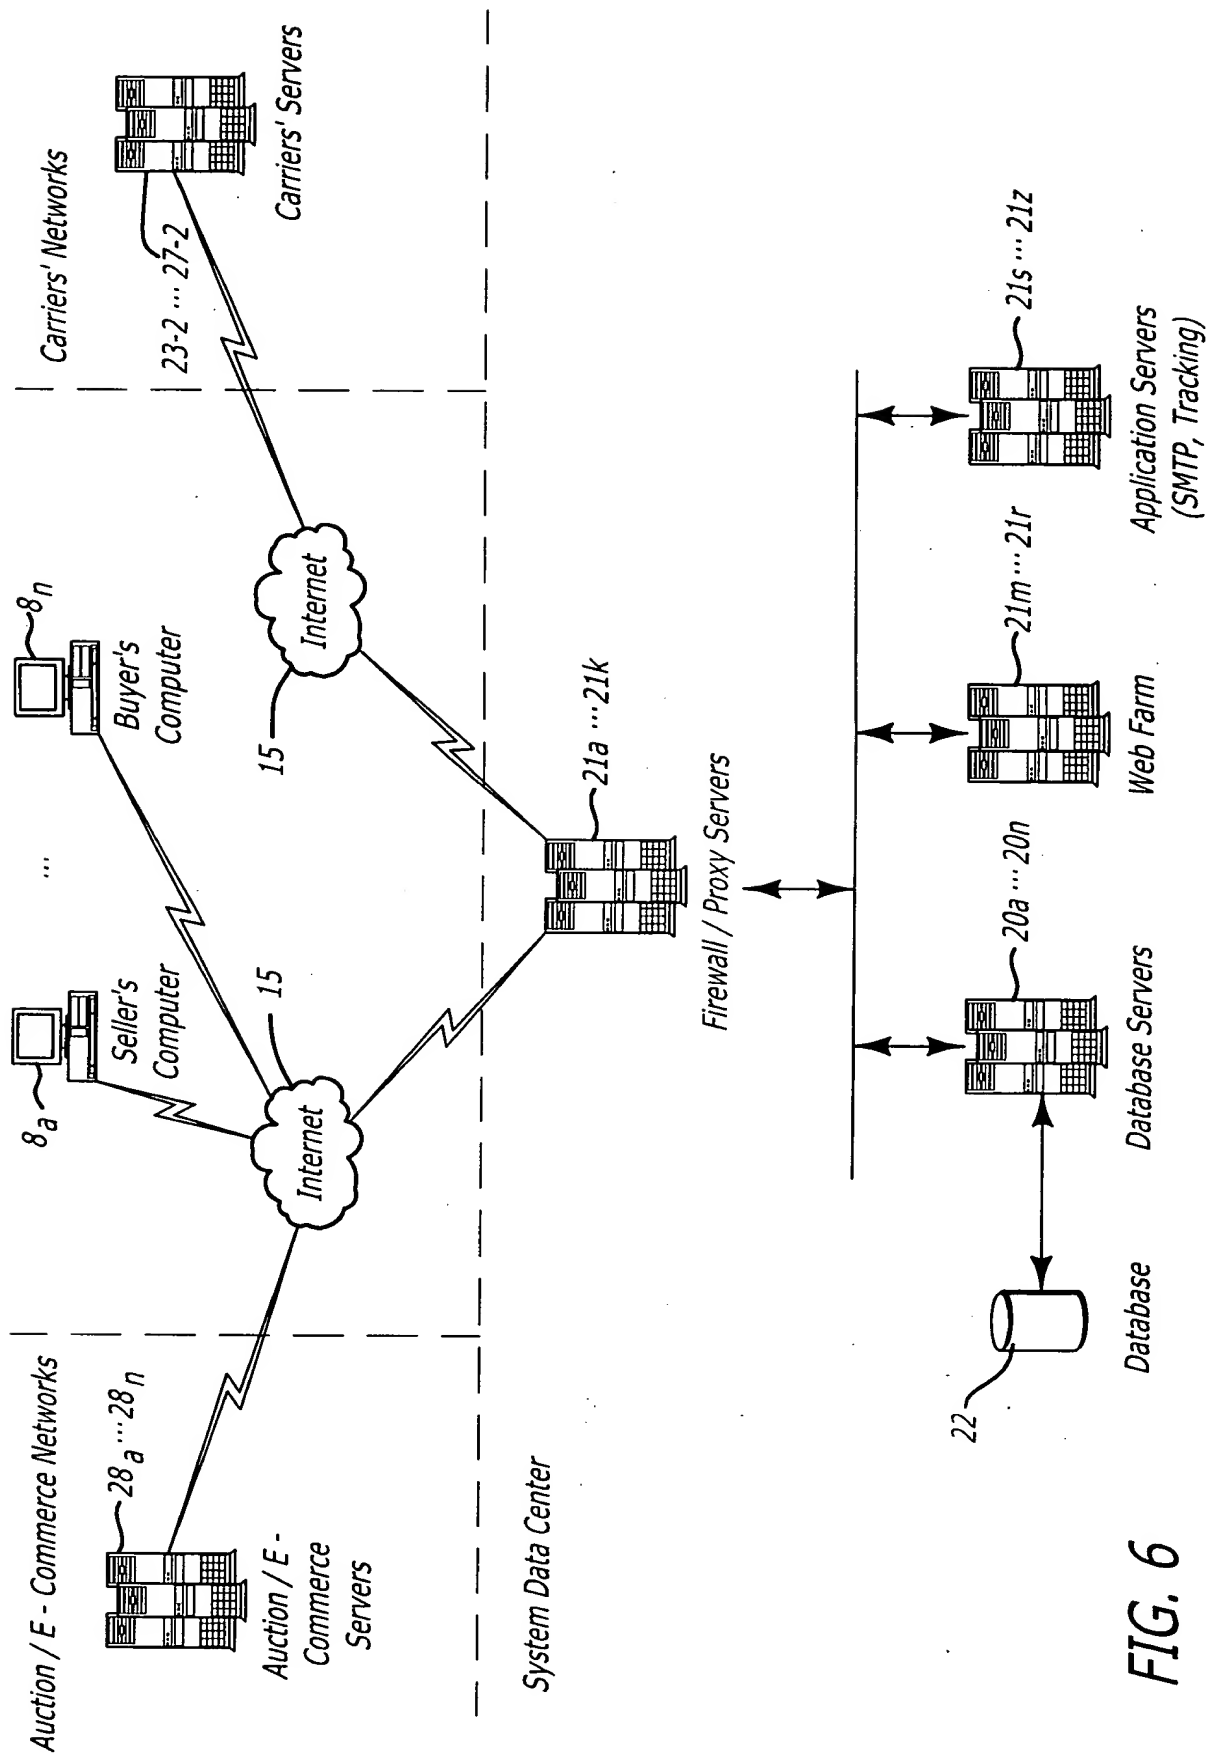 Auction / E - Commerce Networks
Carriers' Networks
8a
8n
Seller's
Computer
...
Buyer's
Computer
28a ... 28n
23-2 ... 27-2
Auction / E -
Commerce
Servers
Internet
15
15
Internet
Carriers' Servers
System Data Center
21a ... 21k
Firewall / Proxy Servers
22
20a ... 20n
21m ... 21r
21s ... 21z
Database
Database Servers
Web Farm
Application Servers
(SMTP, Tracking)
FIG. 6